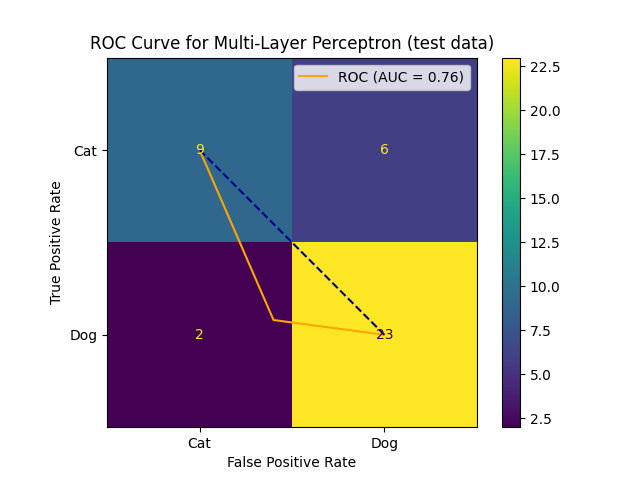 ROC Curve for Multi-Layer Perceptron (test data)
ROC (AUC = 0.76)
True Positive Rate
Cat
Dog
9
6
2
23
Cat
Dog
False Positive Rate
22.5
20.0
17.5
15.0
12.5
10.0
7.5
5.0
2.5